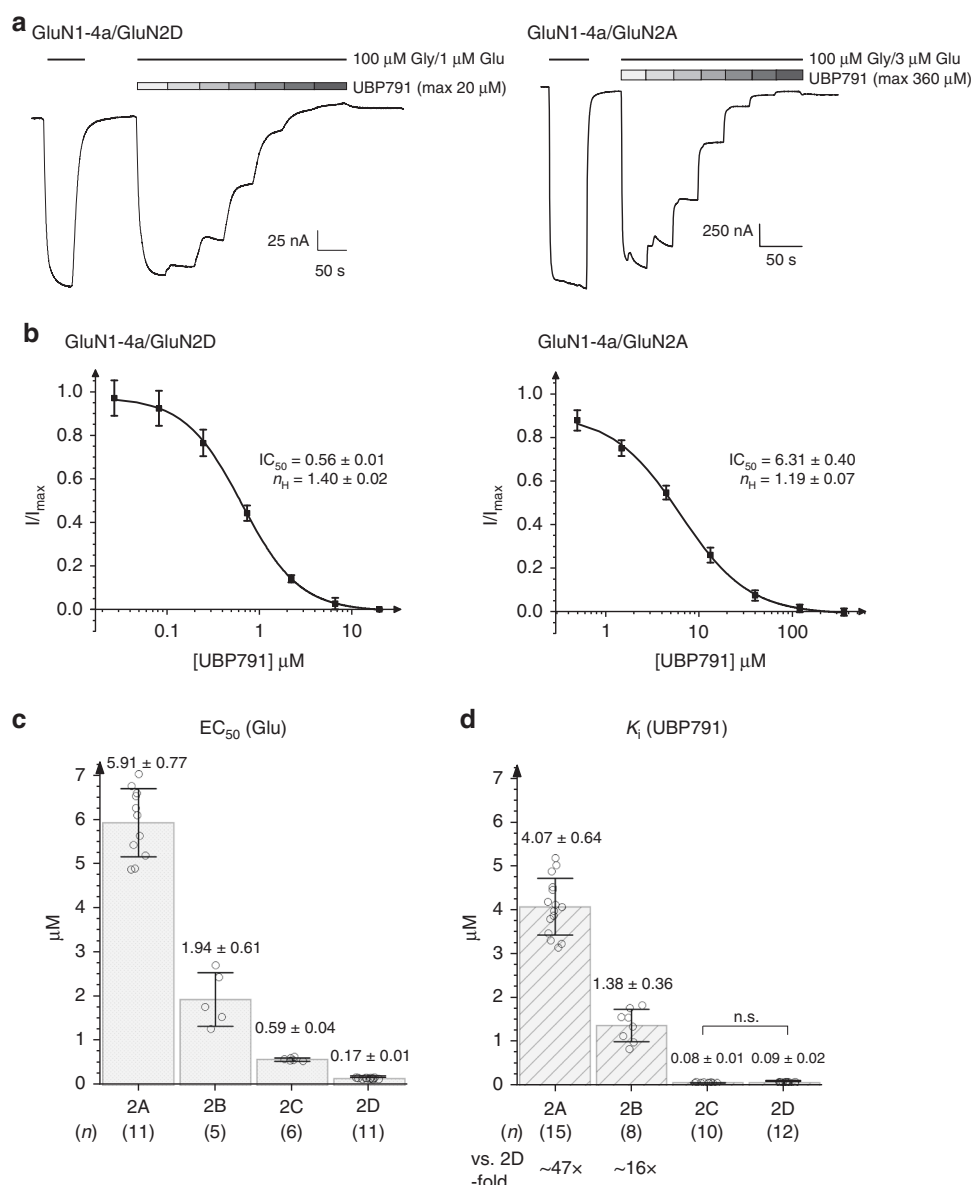 a
GluN1-4a/GluN2D
100 μM Gly/1 μM Glu
UBP791 (max 20 μM)
25 nA
50 s
GluN1-4a/GluN2A
100 μM Gly/3 μM Glu
UBP791 (max 360 μM)
250 nA
50 s
b
GluN1-4a/GluN2D
1.0
0.8
0.6
0.4
0.2
0.0
I/Imax
IC50 = 0.56 ± 0.01
nH = 1.40 ± 0.02
0.1 1 10
[UBP791] μM
GluN1-4a/GluN2A
1.0
0.8
0.6
0.4
0.2
0.0
I/Imax
IC50 = 6.31 ± 0.40
nH = 1.19 ± 0.07
1 10 100
[UBP791] μM
c
EC50 (Glu)
7
6
5
4
3
2
1
0
μM
5.91 ± 0.77
1.94 ± 0.61
0.59 ± 0.04
0.17 ± 0.01
2A 2B 2C 2D
(n) (11) (5) (6) (11)
d
Ki (UBP791)
7
6
5
4
3
2
1
0
μM
4.07 ± 0.64
1.38 ± 0.36
n.s.
0.08 ± 0.01 0.09 ± 0.02
2A 2B 2C 2D
(n) (15) (8) (10) (12)
vs. 2D
-fold
~47× ~16×